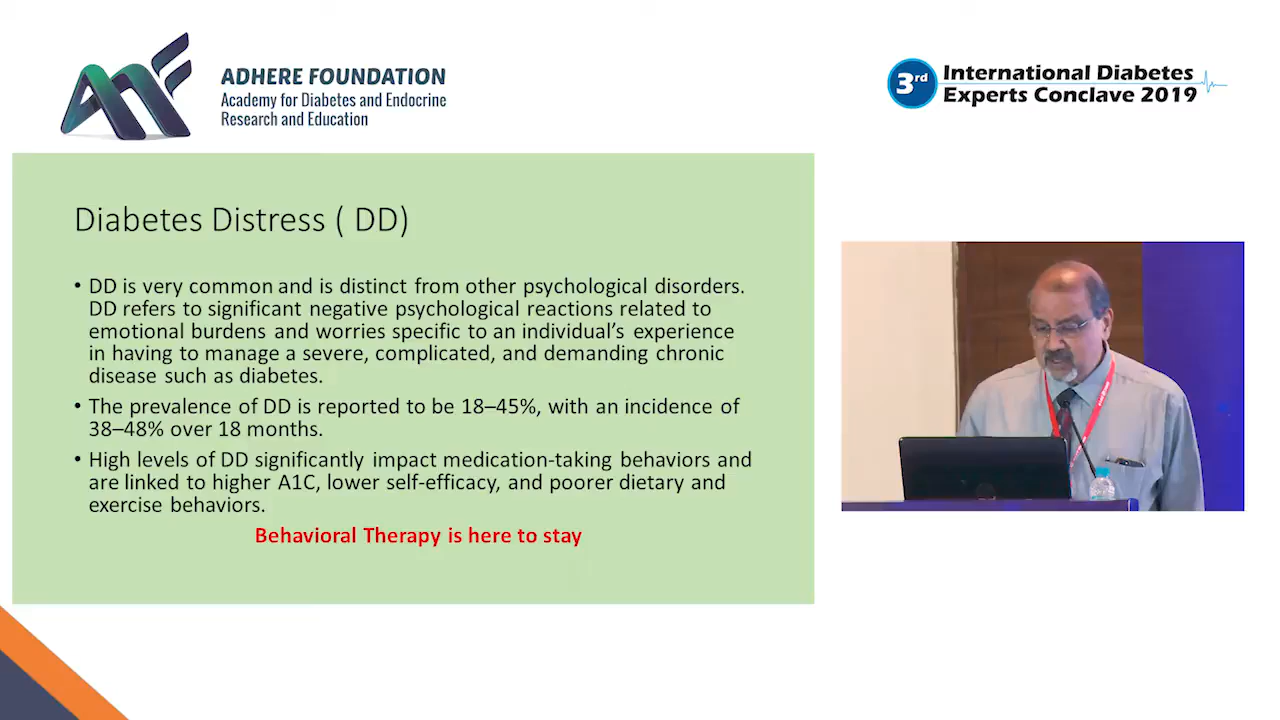 ADHERE FOUNDATION
Academy for Diabetes and Endocrine
Research and Education
3rd
International Diabetes
Experts Conclave 2019
Diabetes Distress ( DD)
• DD is very common and is distinct from other psychological disorders.
DD refers to significant negative psychological reactions related to
emotional burdens and worries specific to an individual’s experience
in having to manage a severe, complicated, and demanding chronic
disease such as diabetes.
• The prevalence of DD is reported to be 18–45%, with an incidence of
38–48% over 18 months.
• High levels of DD significantly impact medication-taking behaviors and
are linked to higher A1C, lower self-efficacy, and poorer dietary and
exercise behaviors.
Behavioral Therapy is here to stay